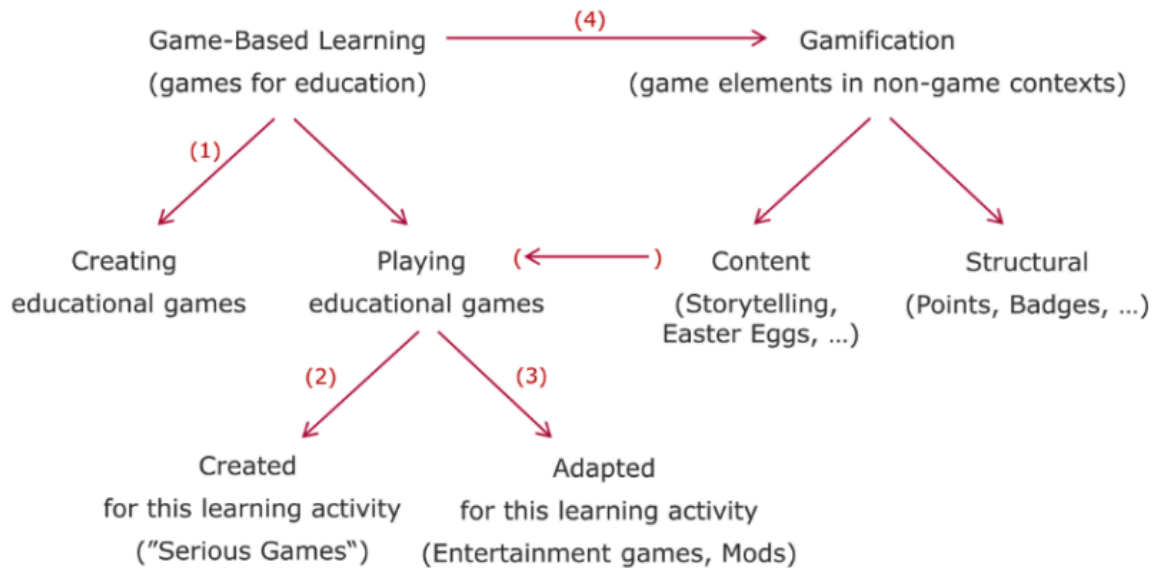 (4)
Game-Based Learning
(games for education)
Gamification
(game elements in non-game contexts)
(1)
Creating
educational games
Playing
educational games
( )
Content
(Storytelling,
Easter Eggs, ...)
Structural
(Points, Badges, ...)
(2)
(3)
Created
for this learning activity
("Serious Games“)
Adapted
for this learning activity
(Entertainment games, Mods)